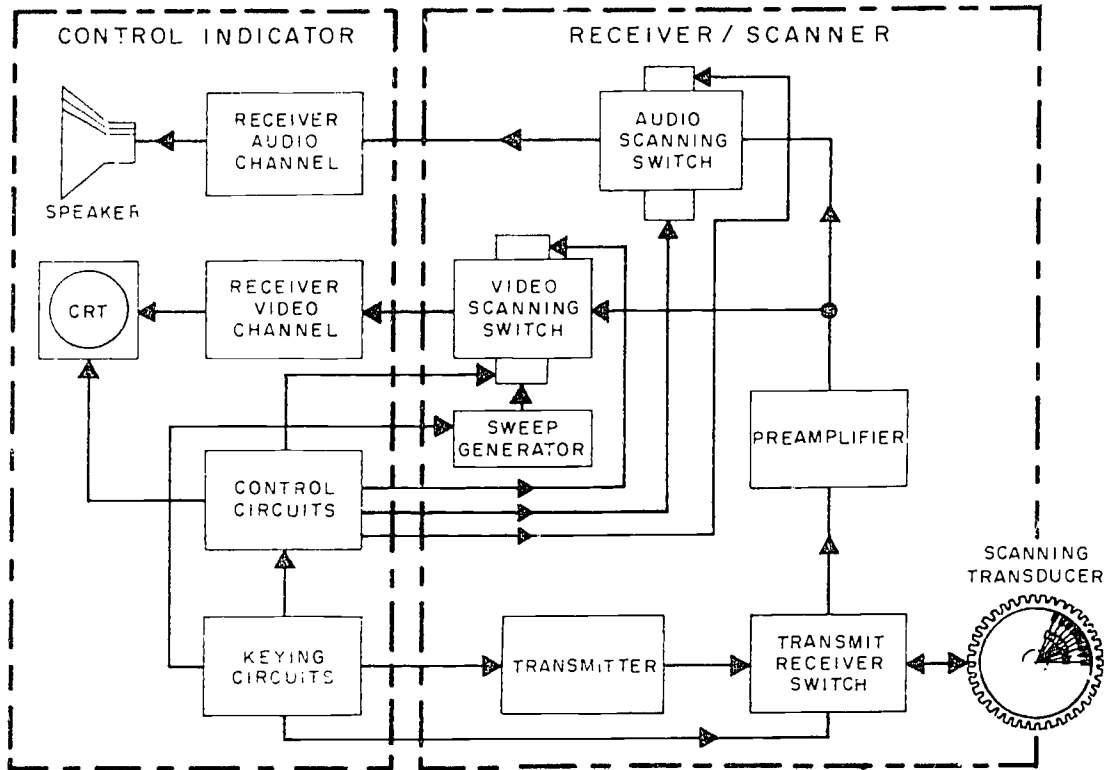 CONTROL INDICATOR
RECEIVER / SCANNER
RECEIVER
AUDIO
CHANNEL
AUDIO
SCANNING
SWITCH
SPEAKER
CRT
RECEIVER
VIDEO
CHANNEL
VIDEO
SCANNING
SWITCH
SWEEP
GENERATOR
PREAMPLIFIER
CONTROL
CIRCUITS
SCANNING
TRANSDUCER
KEYING
CIRCUITS
TRANSMITTER
TRANSMIT
RECEIVER
SWITCH